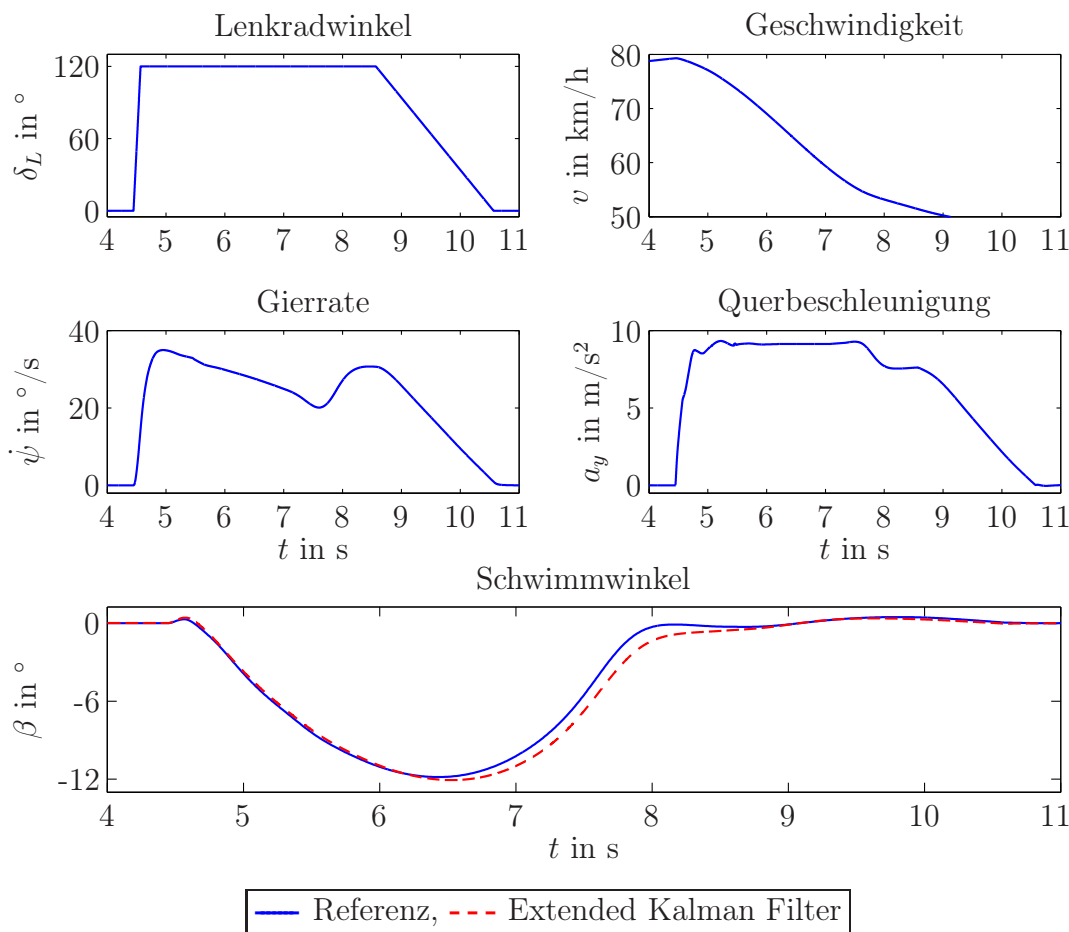 Lenkradwinkel
Geschwindigkeit
δ_L in °
120
60
0
4 5 6 7 8 9 10 11
v in km/h
80
70
60
50
4 5 6 7 8 9 10 11
Gierrate
Querbeschleunigung
ψ̇ in °/s
40
20
0
4 5 6 7 8 9 10 11
t in s
a_y in m/s²
10
5
0
4 5 6 7 8 9 10 11
t in s
Schwimmwinkel
β in °
0
-6
-12
4 5 6 7 8 9 10 11
t in s
Referenz, Extended Kalman Filter